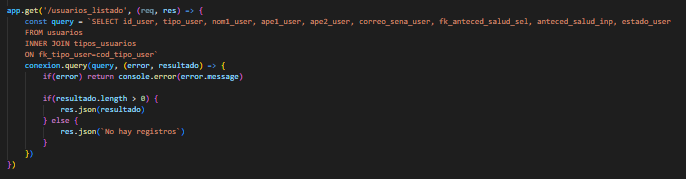 app.get('/usuarios_listado', (req, res) => {
const query = `SELECT id_user, tipo_user, nom1_user, ape1_user, ape2_user, correo_sena_user, fk_anteced_salud_sel, anteced_salud_inp, estado_user
FROM usuarios
INNER JOIN tipos_usuarios
ON fk_tipo_user=cod_tipo_user`
conexion.query(query, (error, resultado) => {
if(error) return console.error(error.message)
if(resultado.length > 0) {
res.json(resultado)
} else {
res.json(`No hay registros`)
}
})
})